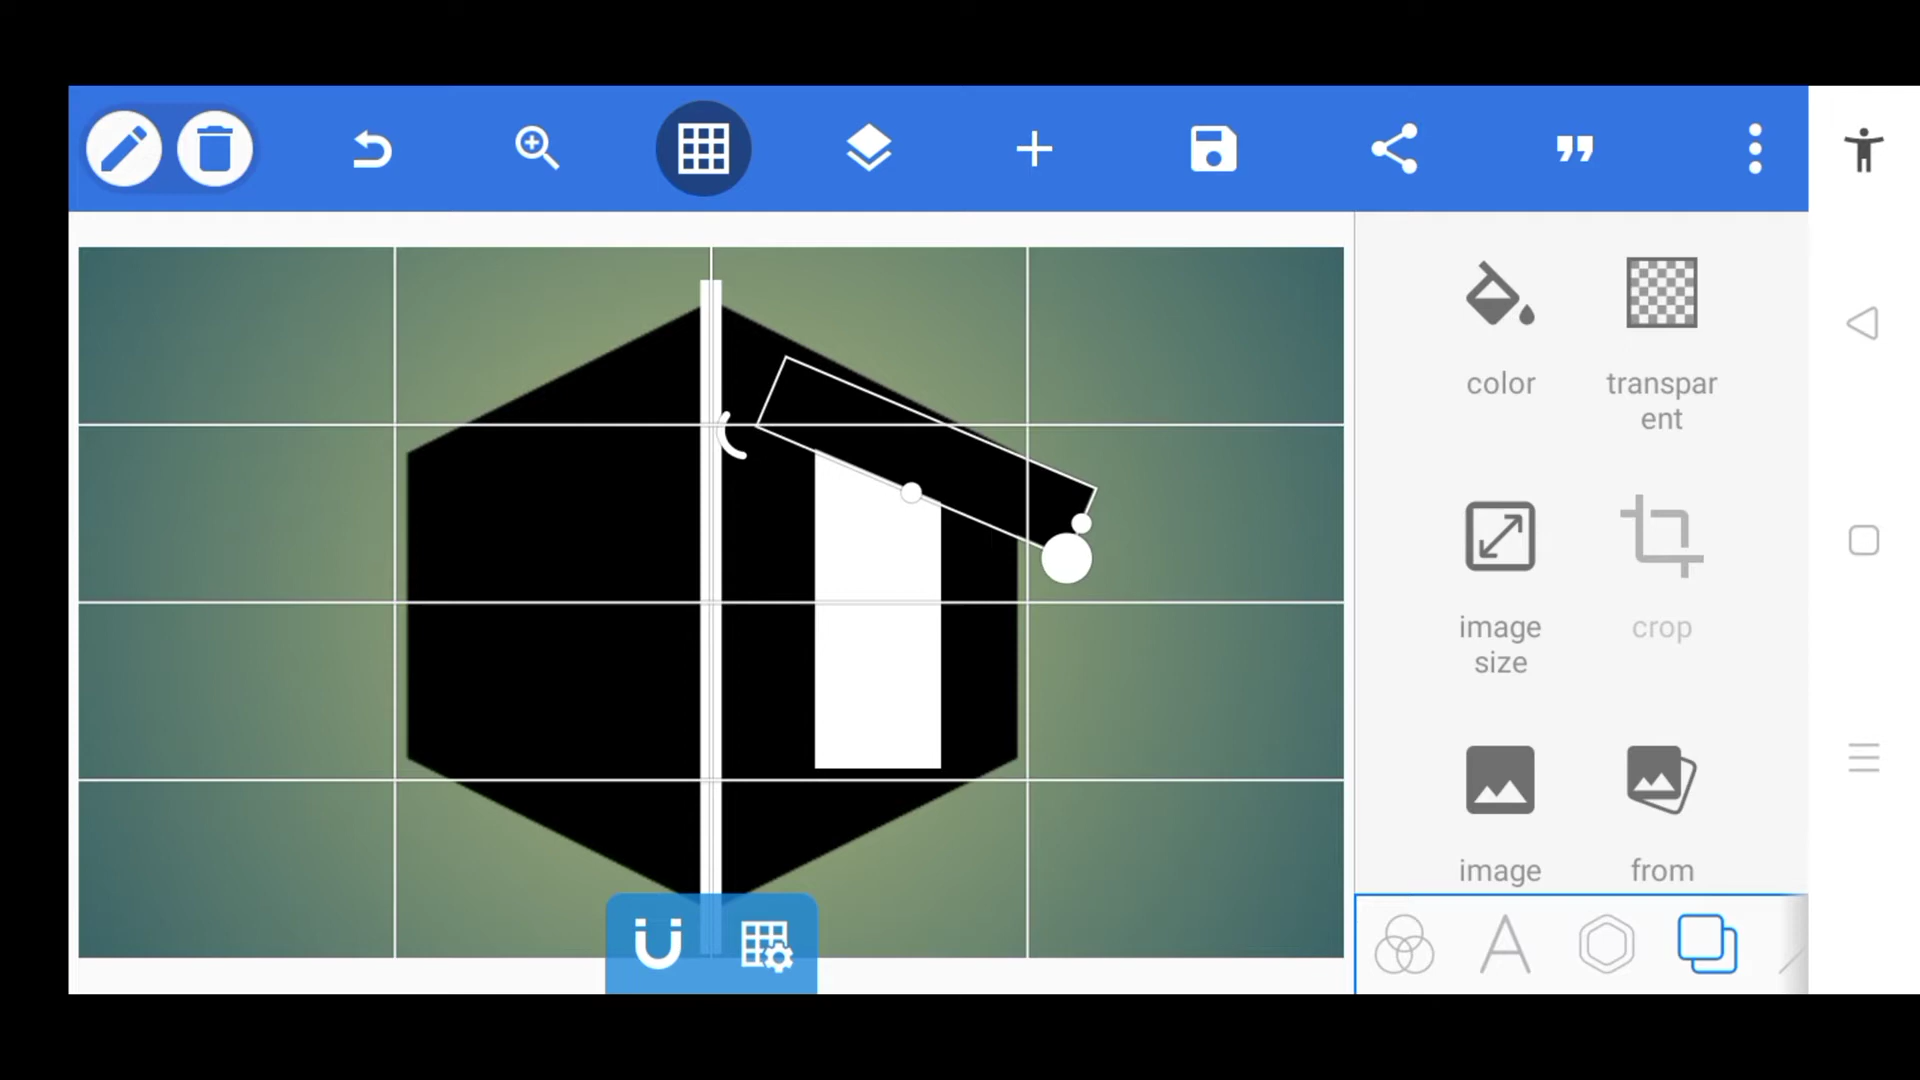 color
transpar
ent
image
size
crop
image
from